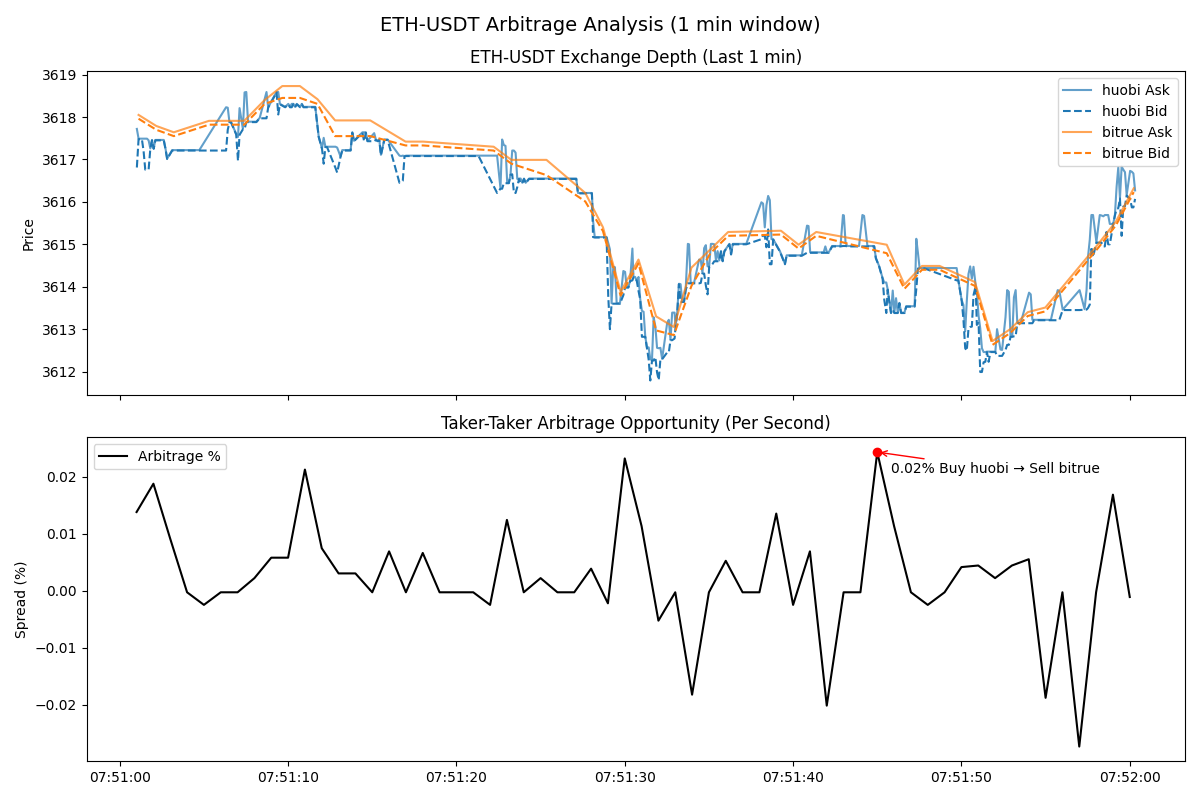 ETH-USDT Arbitrage Analysis (1 min window)
ETH-USDT Exchange Depth (Last 1 min)
3619
3618
3617
3616
3615
3614
3613
3612
Price
huobi Ask
huobi Bid
bitrue Ask
bitrue Bid
Taker-Taker Arbitrage Opportunity (Per Second)
Arbitrage %
0.02% Buy huobi → Sell bitrue
0.02
0.01
0.00
−0.01
−0.02
Spread (%)
07:51:00
07:51:10
07:51:20
07:51:30
07:51:40
07:51:50
07:52:00